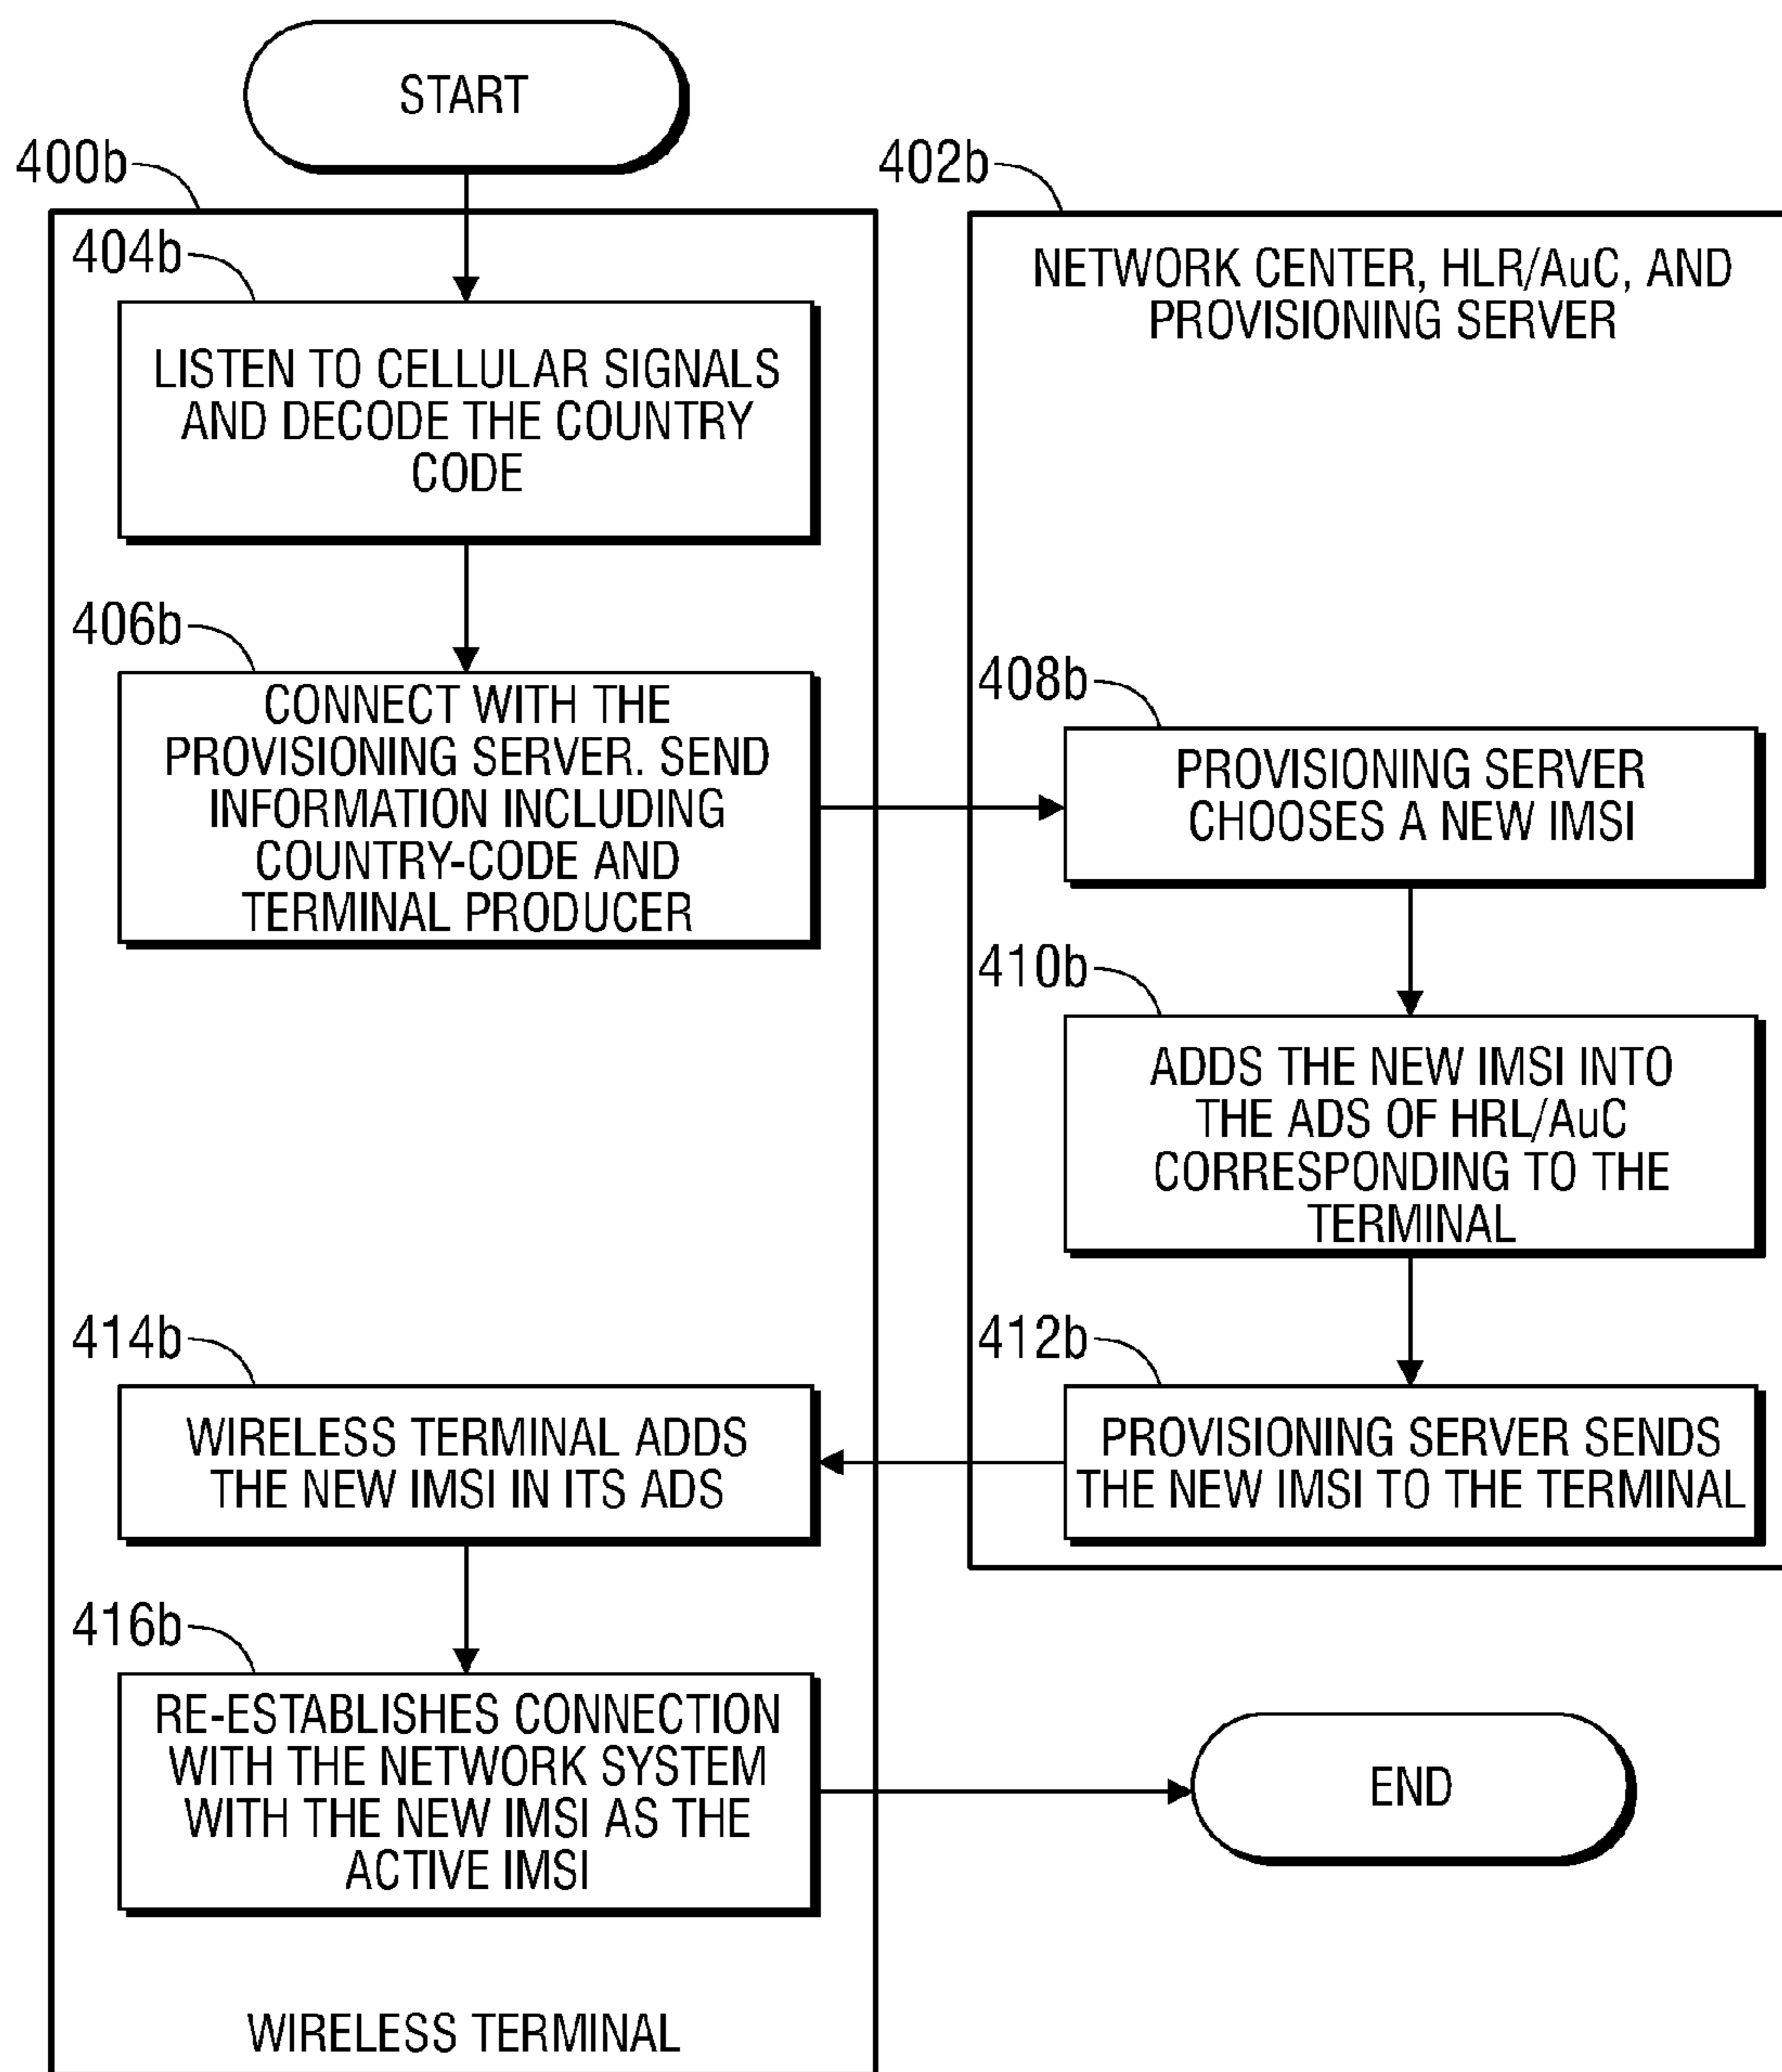 START
400b
402b
404b
NETWORK CENTER, HLR/AuC, AND
PROVISIONING SERVER
LISTEN TO CELLULAR SIGNALS
AND DECODE THE COUNTRY
CODE
406b
CONNECT WITH THE
PROVISIONING SERVER. SEND
INFORMATION INCLUDING
COUNTRY-CODE AND
TERMINAL PRODUCER
408b
PROVISIONING SERVER
CHOOSES A NEW IMSI
410b
ADDS THE NEW IMSI INTO
THE ADS OF HRL/AuC
CORRESPONDING TO THE
TERMINAL
412b
PROVISIONING SERVER SENDS
THE NEW IMSI TO THE TERMINAL
414b
WIRELESS TERMINAL ADDS
THE NEW IMSI IN ITS ADS
416b
RE-ESTABLISHES CONNECTION
WITH THE NETWORK SYSTEM
WITH THE NEW IMSI AS THE
ACTIVE IMSI
END
WIRELESS TERMINAL